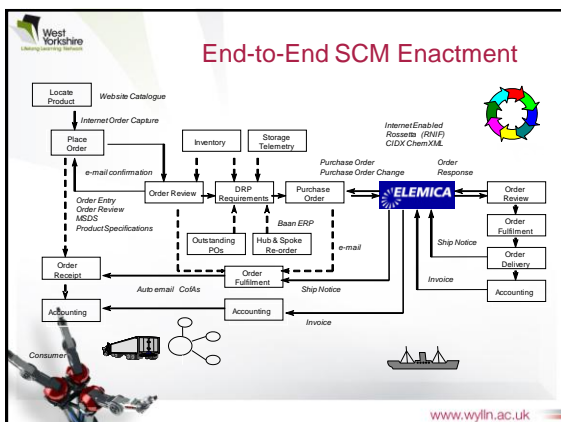 West
Yorkshire
Lifelong Learning Network
End-to-End SCM Enactment
Locate
Product
Website Catalogue
Internet Order Capture
Place
Order
Inventory
Storage
Telemetry
Internet Enabled
Rossetta (RNIF)
CIDX ChemXML
e-mail confirmation
Purchase Order
Purchase Order Change
Order
Response
Order Review
DRP
Requirements
Purchase
Order
ELEMICA
Order
Review
Order Entry
Order Review
MSDS
Product Specifications
Baan ERP
Outstanding
POs
Hub & Spoke
Re-order
e-mail
Order
Fulfilment
Ship Notice
Order
Delivery
Order
Receipt
Order
Fulfilment
Auto email CofAs
Ship Notice
Invoice
Accounting
Accounting
Accounting
Invoice
Consumer
www.wylln.ac.uk